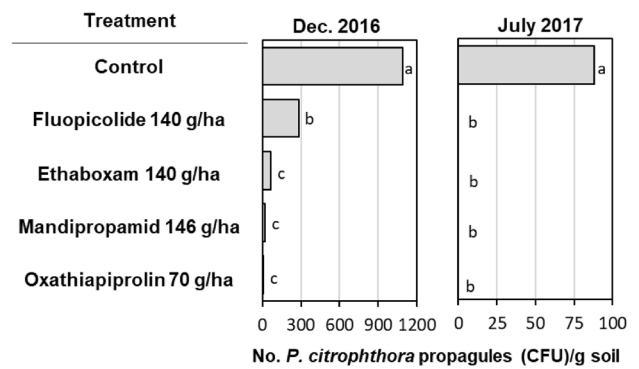 Treatment
Dec. 2016
July 2017
Control
a
a
Fluopicolide 140 g/ha
b
b
Ethaboxam 140 g/ha
c
b
Mandipropamid 146 g/ha
c
b
Oxathiapiprolin 70 g/ha
c
b
0 300 600 900 1200
0 25 50 75 100
No. P. citrophthora propagules (CFU)/g soil